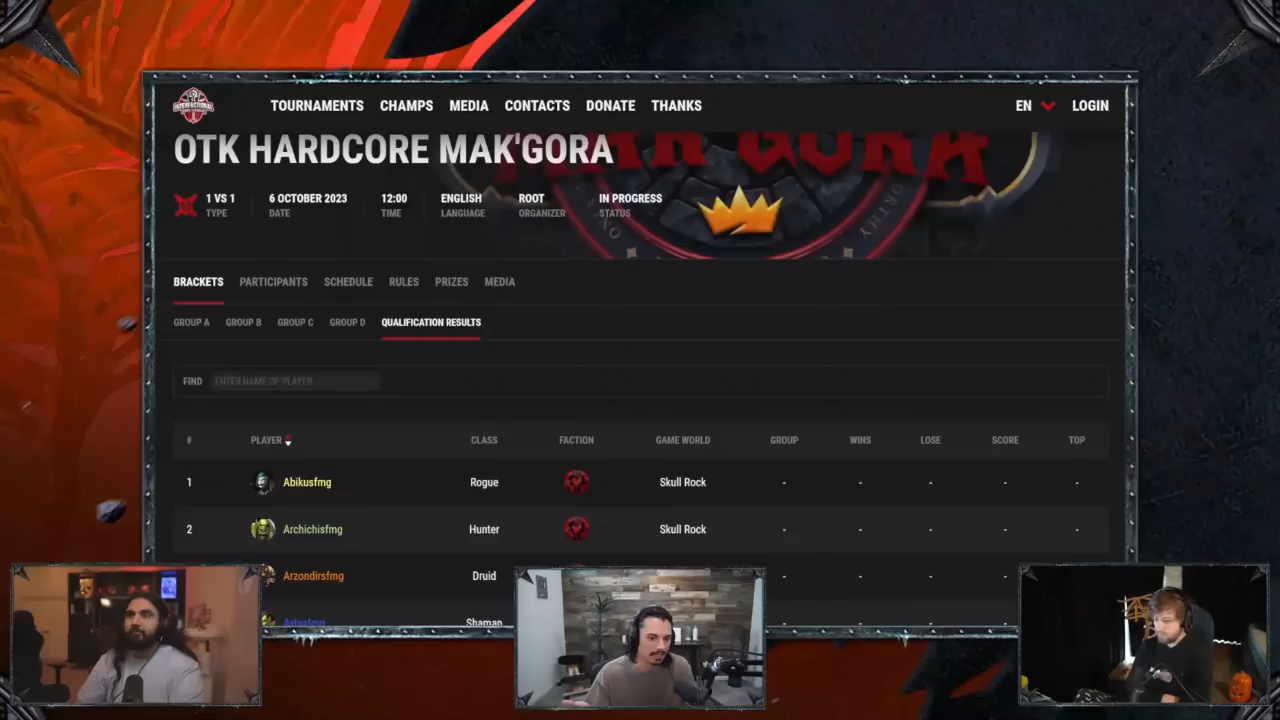 TOURNAMENTS CHAMPS MEDIA CONTACTS DONATE THANKS EN LOGIN
OTK HARDCORE MAK'GORA
1 VS 1 6 OCTOBER 2023 12:00 ENGLISH ROOT IN PROGRESS
TYPE DATE TIME LANGUAGE ORGANIZER STATUS
BRACKETS PARTICIPANTS SCHEDULE RULES PRIZES MEDIA
GROUP A GROUP B GROUP C GROUP D QUALIFICATION RESULTS
FIND ENTER NAME OF PLAYER
# PLAYER CLASS FACTION GAME WORLD GROUP WINS LOSE SCORE TOP
1 Abikusfmg Rogue Skull Rock - - - - -
2 Archichisfmg Hunter Skull Rock - - - - -
Arzondirsfmg Druid - - - - -
Shaman